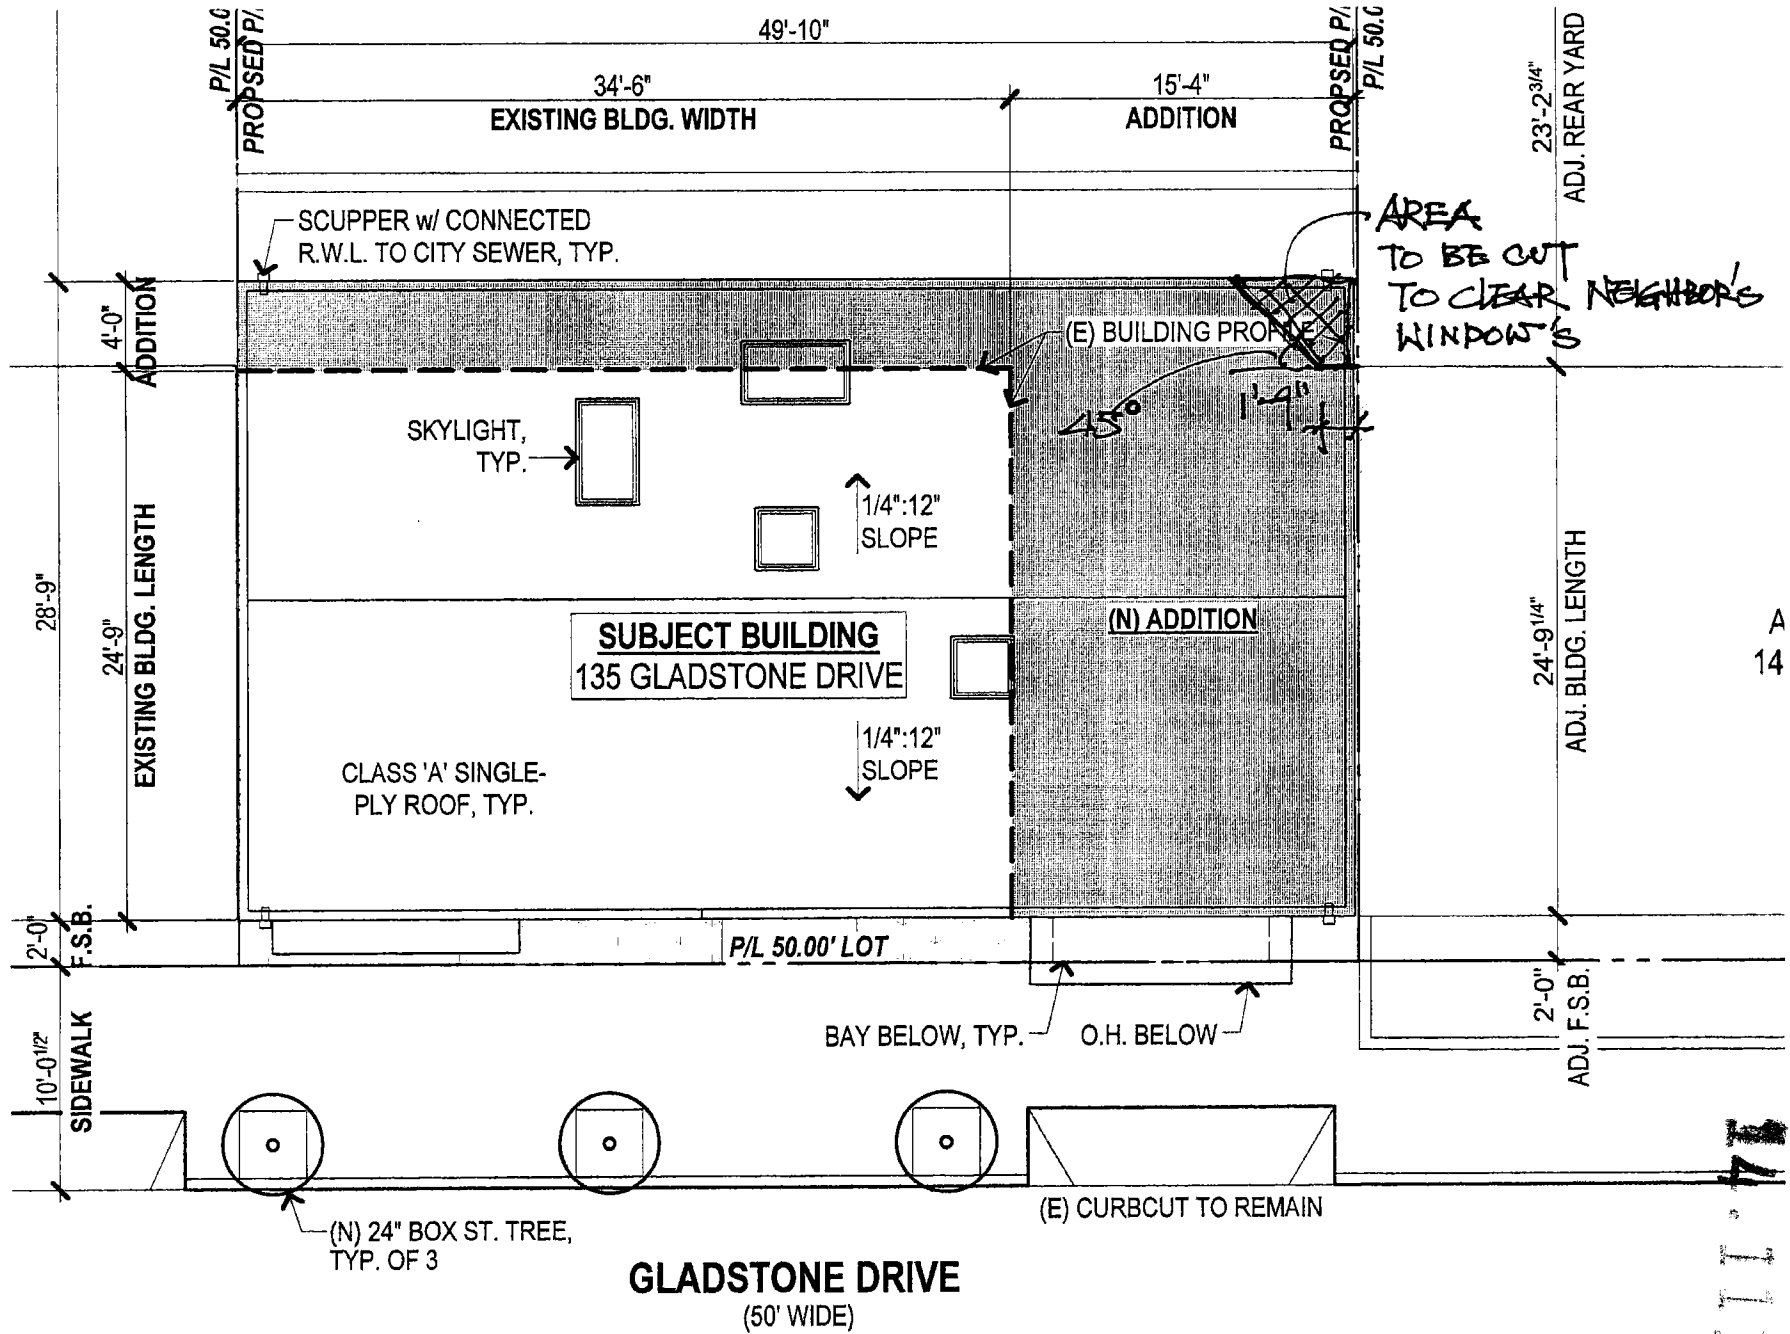 P/L 50.0
PROPOSED P/
49'-10"
PROPOSED P/
P/L 50.0
34'-6"
EXISTING BLDG. WIDTH
15'-4"
ADDITION
23'-2 3/4"
ADJ. REAR YARD
SCUPPER w/ CONNECTED
R.W.L. TO CITY SEWER, TYP.
AREA
TO BE CUT
TO CLEAR NEIGHBOR'S
WINDOW'S
4'-0"
ADDITION
(E) BUILDING PROFILE
45°
1'-9"
SKYLIGHT,
TYP.
1/4":12"
SLOPE
28'-9"
24'-9"
EXISTING BLDG. LENGTH
SUBJECT BUILDING
135 GLADSTONE DRIVE
(N) ADDITION
24'-9 1/4"
ADJ. BLDG. LENGTH
A
14
1/4":12"
SLOPE
CLASS 'A' SINGLE-
PLY ROOF, TYP.
2'-0"
F.S.B.
P/L 50.00' LOT
2'-0"
ADJ. F.S.B.
BAY BELOW, TYP.
O.H. BELOW
10'-0 1/2"
SIDEWALK
(E) CURBCUT TO REMAIN
(N) 24" BOX ST. TREE,
TYP. OF 3
GLADSTONE DRIVE
(50' WIDE)